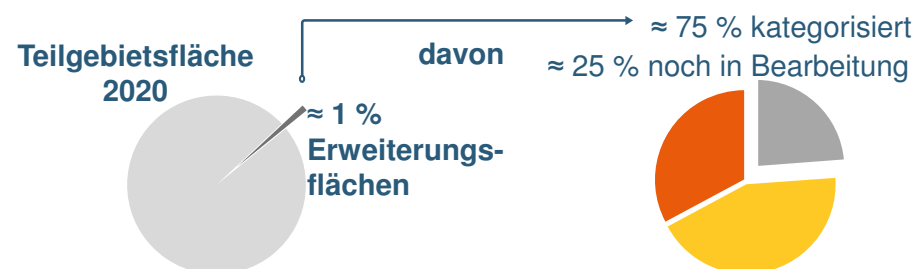 Teilgebietsfläche
2020
≈ 1 %
Erweiterungs-
flächen
davon
≈ 75 % kategorisiert
≈ 25 % noch in Bearbeitung